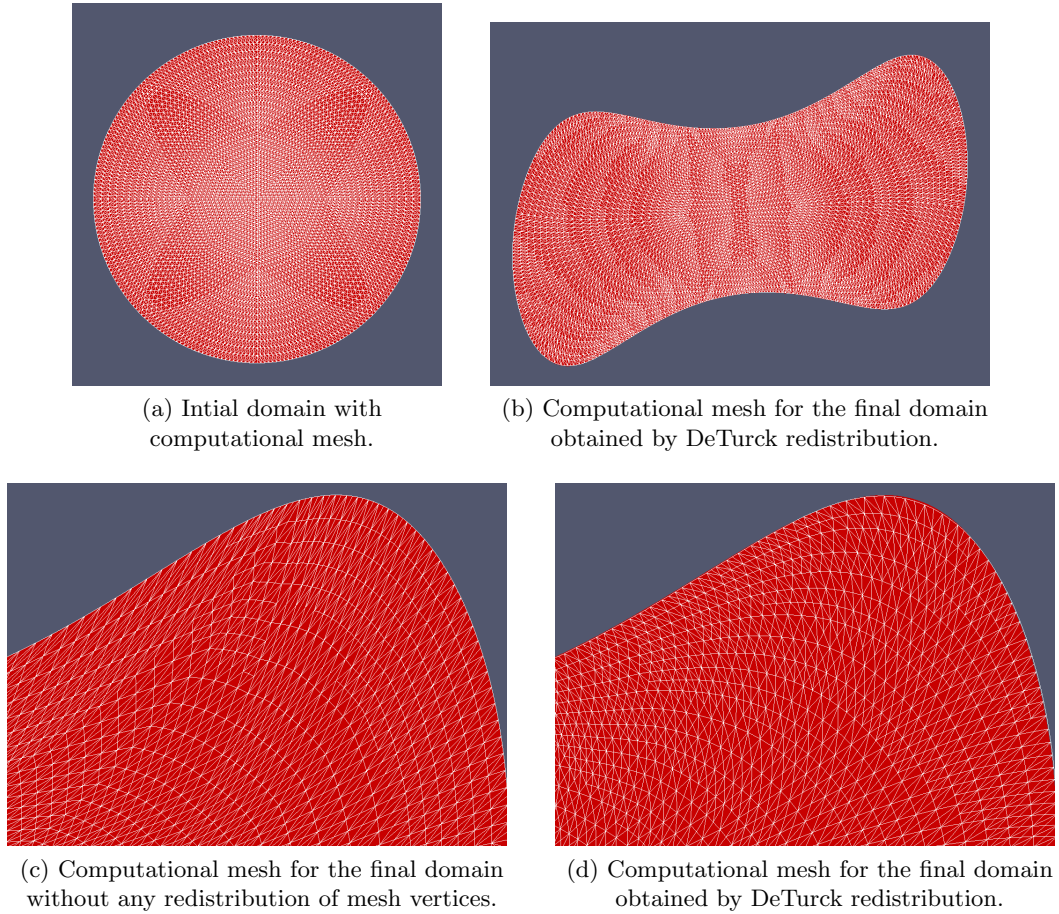 (a) Intial domain with
computational mesh.
(b) Computational mesh for the final domain
obtained by DeTurck redistribution.
(c) Computational mesh for the final domain
without any redistribution of mesh vertices.
(d) Computational mesh for the final domain
obtained by DeTurck redistribution.